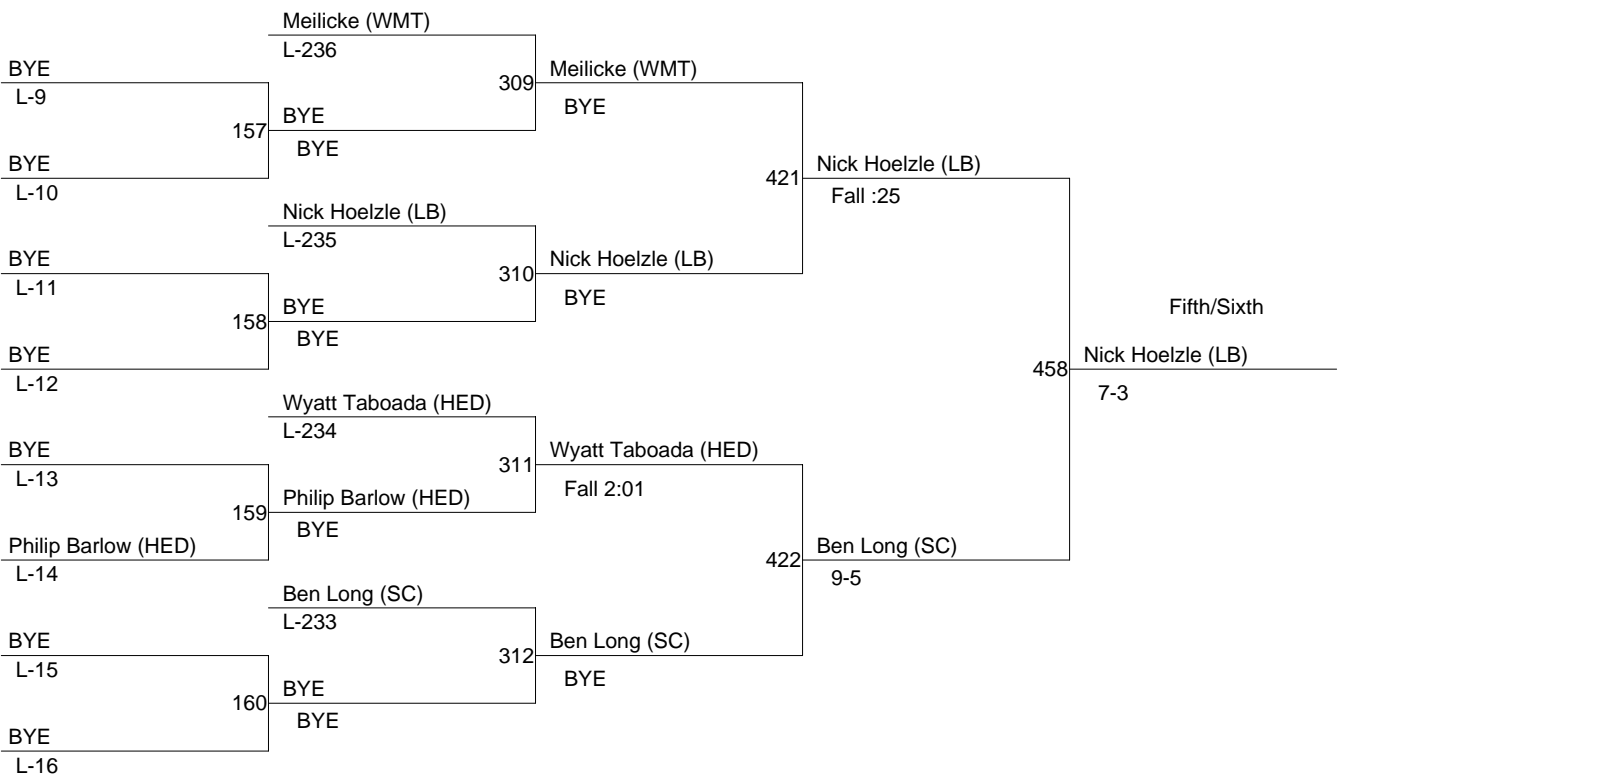 Meilicke (WMT)
L-236
BYE
L-9
309
Meilicke (WMT)
BYE
157
BYE
BYE
BYE
L-10
421
Nick Hoelzle (LB)
Fall :25
Nick Hoelzle (LB)
L-235
BYE
L-11
310
Nick Hoelzle (LB)
BYE
158
BYE
BYE
Fifth/Sixth
BYE
L-12
458
Nick Hoelzle (LB)
7-3
Wyatt Taboada (HED)
L-234
BYE
L-13
311
Wyatt Taboada (HED)
Fall 2:01
159
Philip Barlow (HED)
BYE
Philip Barlow (HED)
L-14
422
Ben Long (SC)
9-5
Ben Long (SC)
L-233
BYE
L-15
312
Ben Long (SC)
BYE
160
BYE
BYE
BYE
L-16